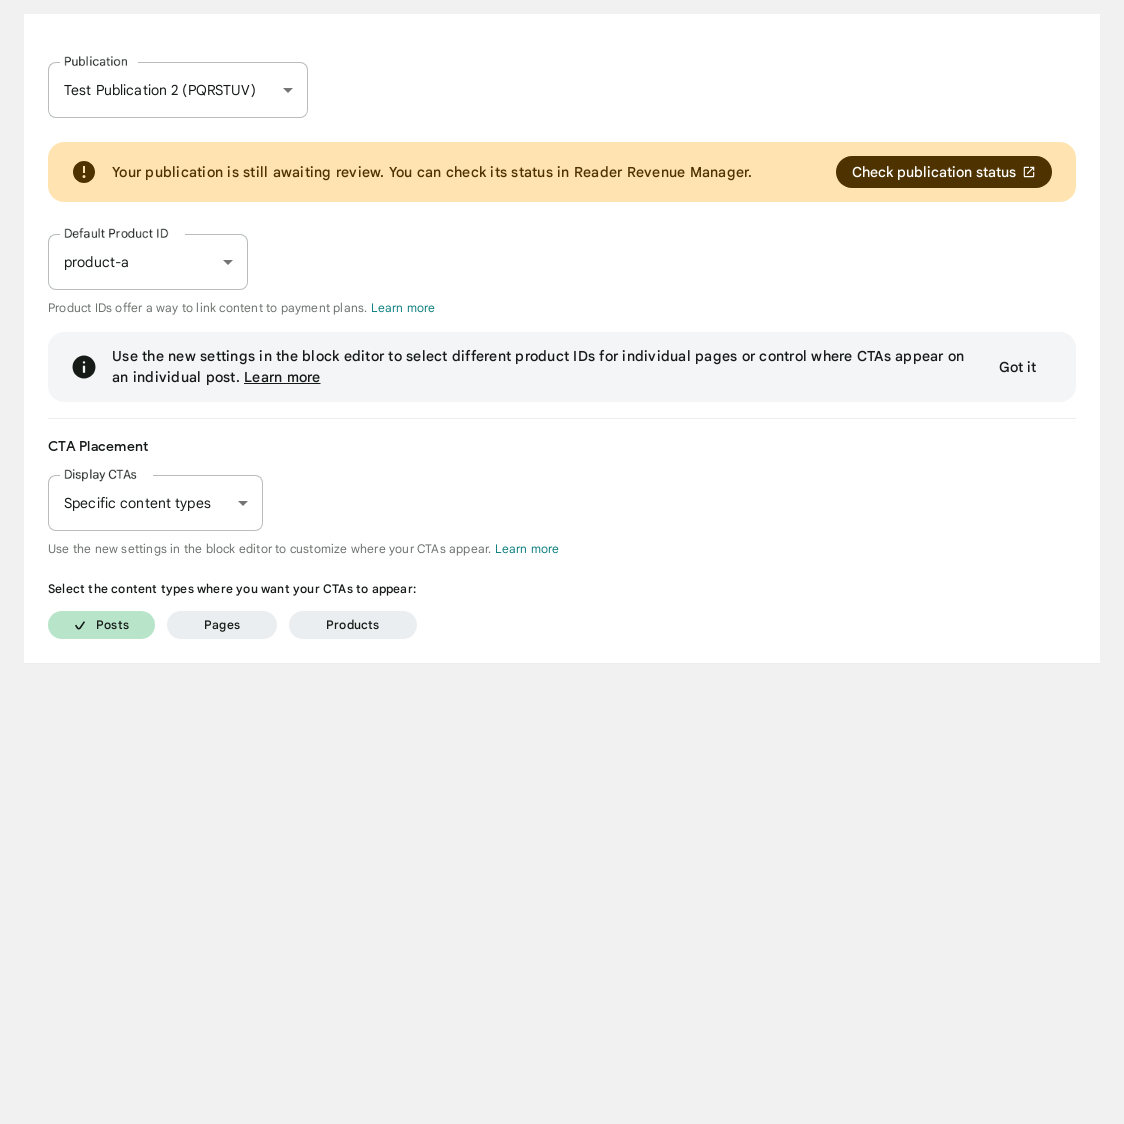 Publication
Test Publication 2 (PQRSTUV)
Your publication is still awaiting review. You can check its status in Reader Revenue Manager.
Check publication status
Default Product ID
product-a
Product IDs offer a way to link content to payment plans. Learn more
Use the new settings in the block editor to select different product IDs for individual pages or control where CTAs appear on
an individual post. Learn more
Got it
CTA Placement
Display CTAs
Specific content types
Use the new settings in the block editor to customize where your CTAs appear. Learn more
Select the content types where you want your CTAs to appear:
Posts
Pages
Products